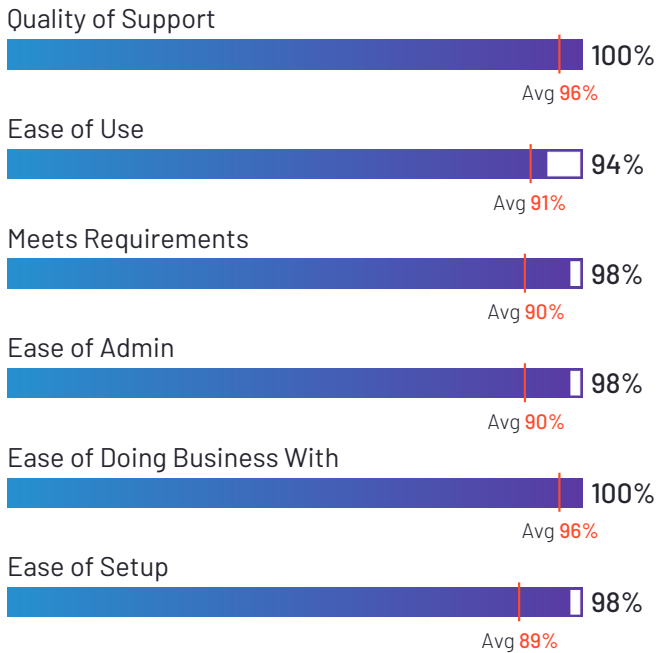 Quality of Support
100%
Avg 96%
Ease of Use
94%
Avg 91%
Meets Requirements
98%
Avg 90%
Ease of Admin
98%
Avg 90%
Ease of Doing Business With
100%
Avg 96%
Ease of Setup
98%
Avg 89%